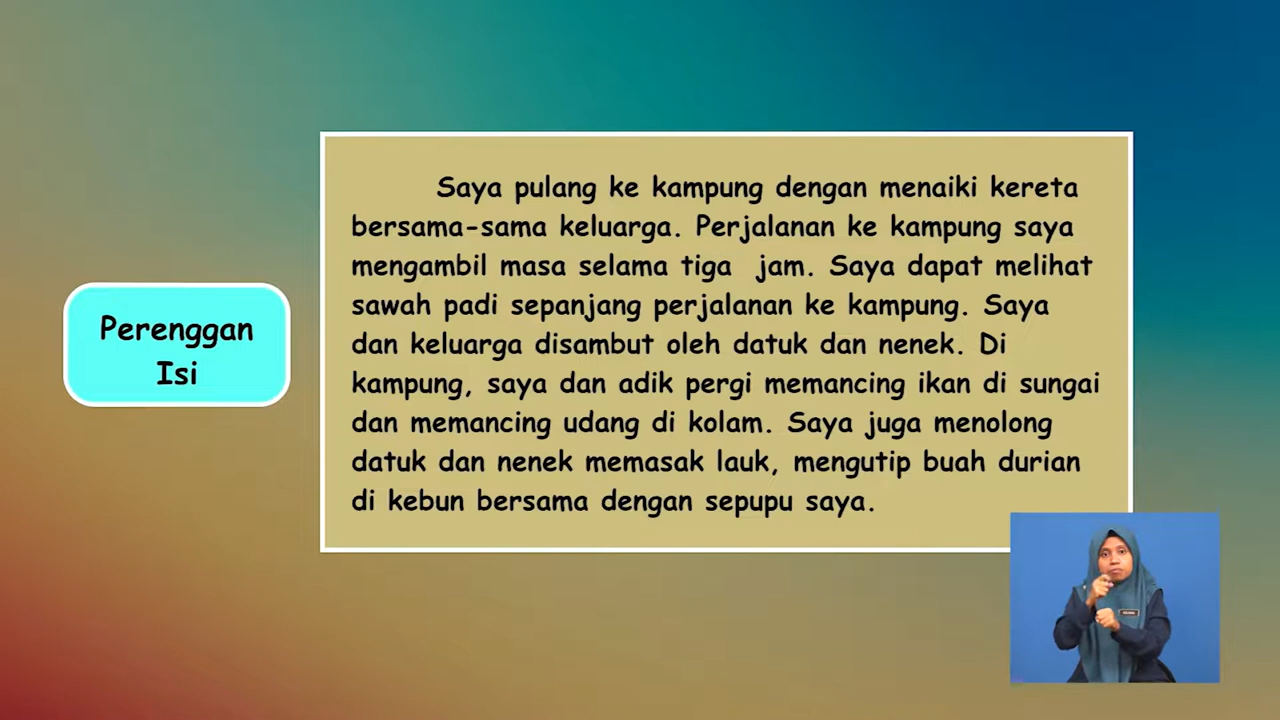 Perenggan
Isi
Saya pulang ke kampung dengan menaiki kereta
bersama-sama keluarga. Perjalanan ke kampung saya
mengambil masa selama tiga  jam. Saya dapat melihat
sawah padi sepanjang perjalanan ke kampung. Saya
dan keluarga disambut oleh datuk dan nenek. Di
kampung, saya dan adik pergi memancing ikan di sungai
dan memancing udang di kolam. Saya juga menolong
datuk dan nenek memasak lauk, mengutip buah durian
di kebun bersama dengan sepupu saya.